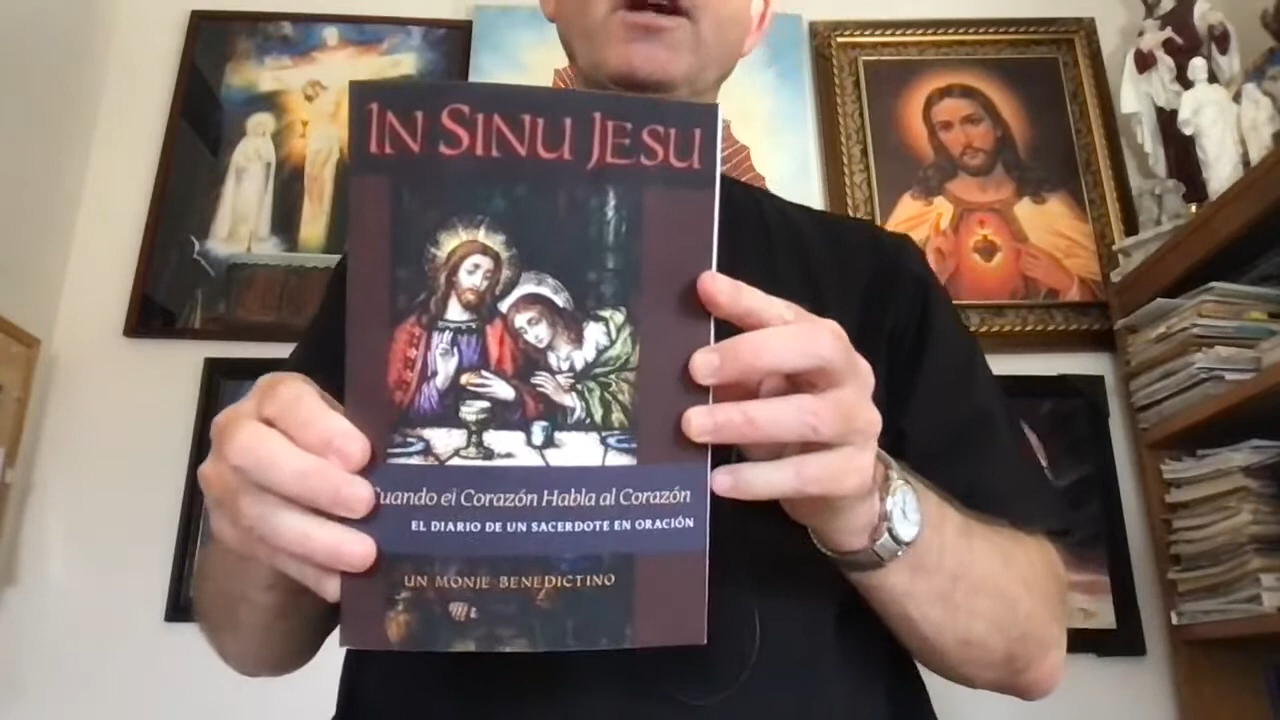 IN SINU JESU
Cuando el Corazón Habla al Corazón
EL DIARIO DE UN SACERDOTE EN ORACIÓN
UN MONJE BENEDICTINO